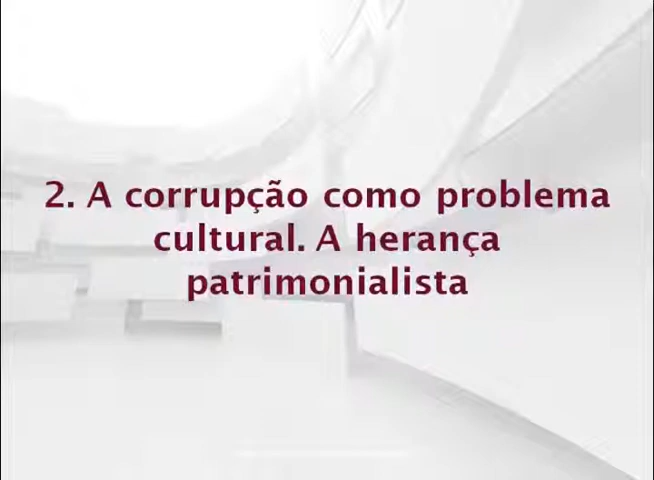 2. A corrupção como problema
cultural. A herança
patrimonialista